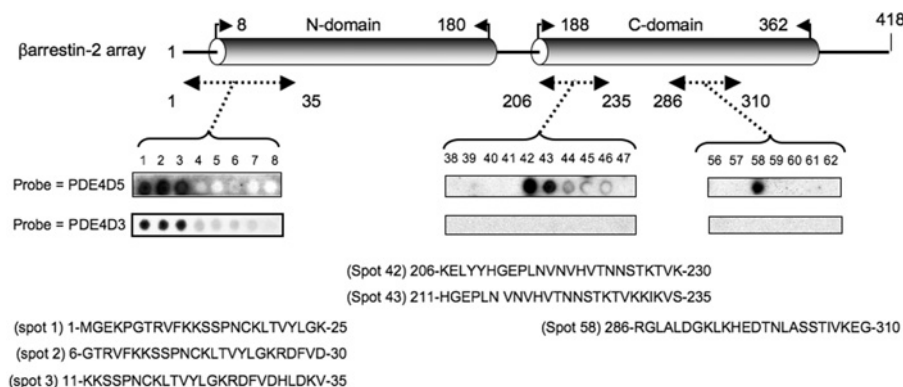 8 N-domain 180 188 C-domain 362 418
βarrestin-2 array 1
1 35 206 235 286 310
1 2 3 4 5 6 7 8 38 39 40 41 42 43 44 45 46 47 56 57 58 59 60 61 62
Probe = PDE4D5
Probe = PDE4D3
(Spot 42) 206-KELYYHGEPLNVNVHVTNNSTKTVK-230
(Spot 43) 211-HGEPLN VNVHVTNNSTKTVKKIKVS-235
(spot 1) 1-MGEKPGTRVFKKSSPNCKLTVYLGK-25 (Spot 58) 286-RGLALDGKLKHEDTNLASSTIVKEG-310
(spot 2) 6-GTRVFKKSSPNCKLTVYLGKRDFVD-30
(spot 3) 11-KKSSPNCKLTVYLGKRDFVDHLDKV-35